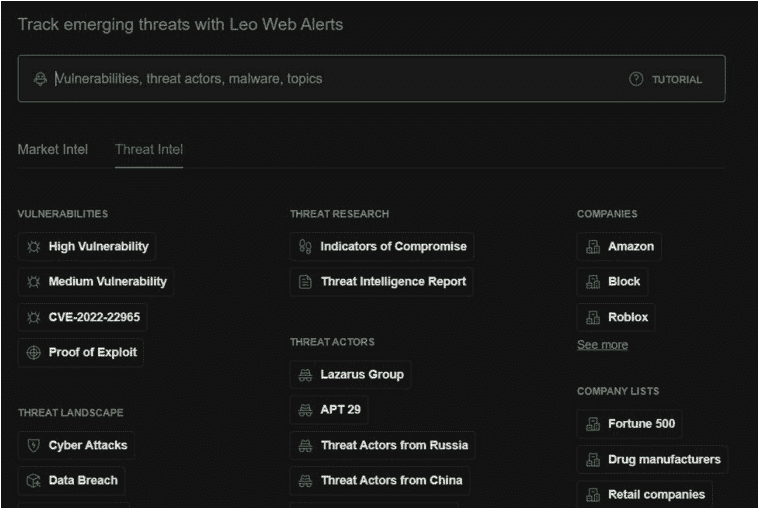 Track emerging threats with Leo Web Alerts
Vulnerabilities, threat actors, malware, topics
TUTORIAL
Market Intel
Threat Intel
VULNERABILITIES
High Vulnerability
Medium Vulnerability
CVE-2022-22965
Proof of Exploit
THREAT LANDSCAPE
Cyber Attacks
Data Breach
THREAT RESEARCH
Indicators of Compromise
Threat Intelligence Report
THREAT ACTORS
Lazarus Group
APT 29
Threat Actors from Russia
Threat Actors from China
COMPANIES
Amazon
Block
Roblox
See more
COMPANY LISTS
Fortune 500
Drug manufacturers
Retail companies